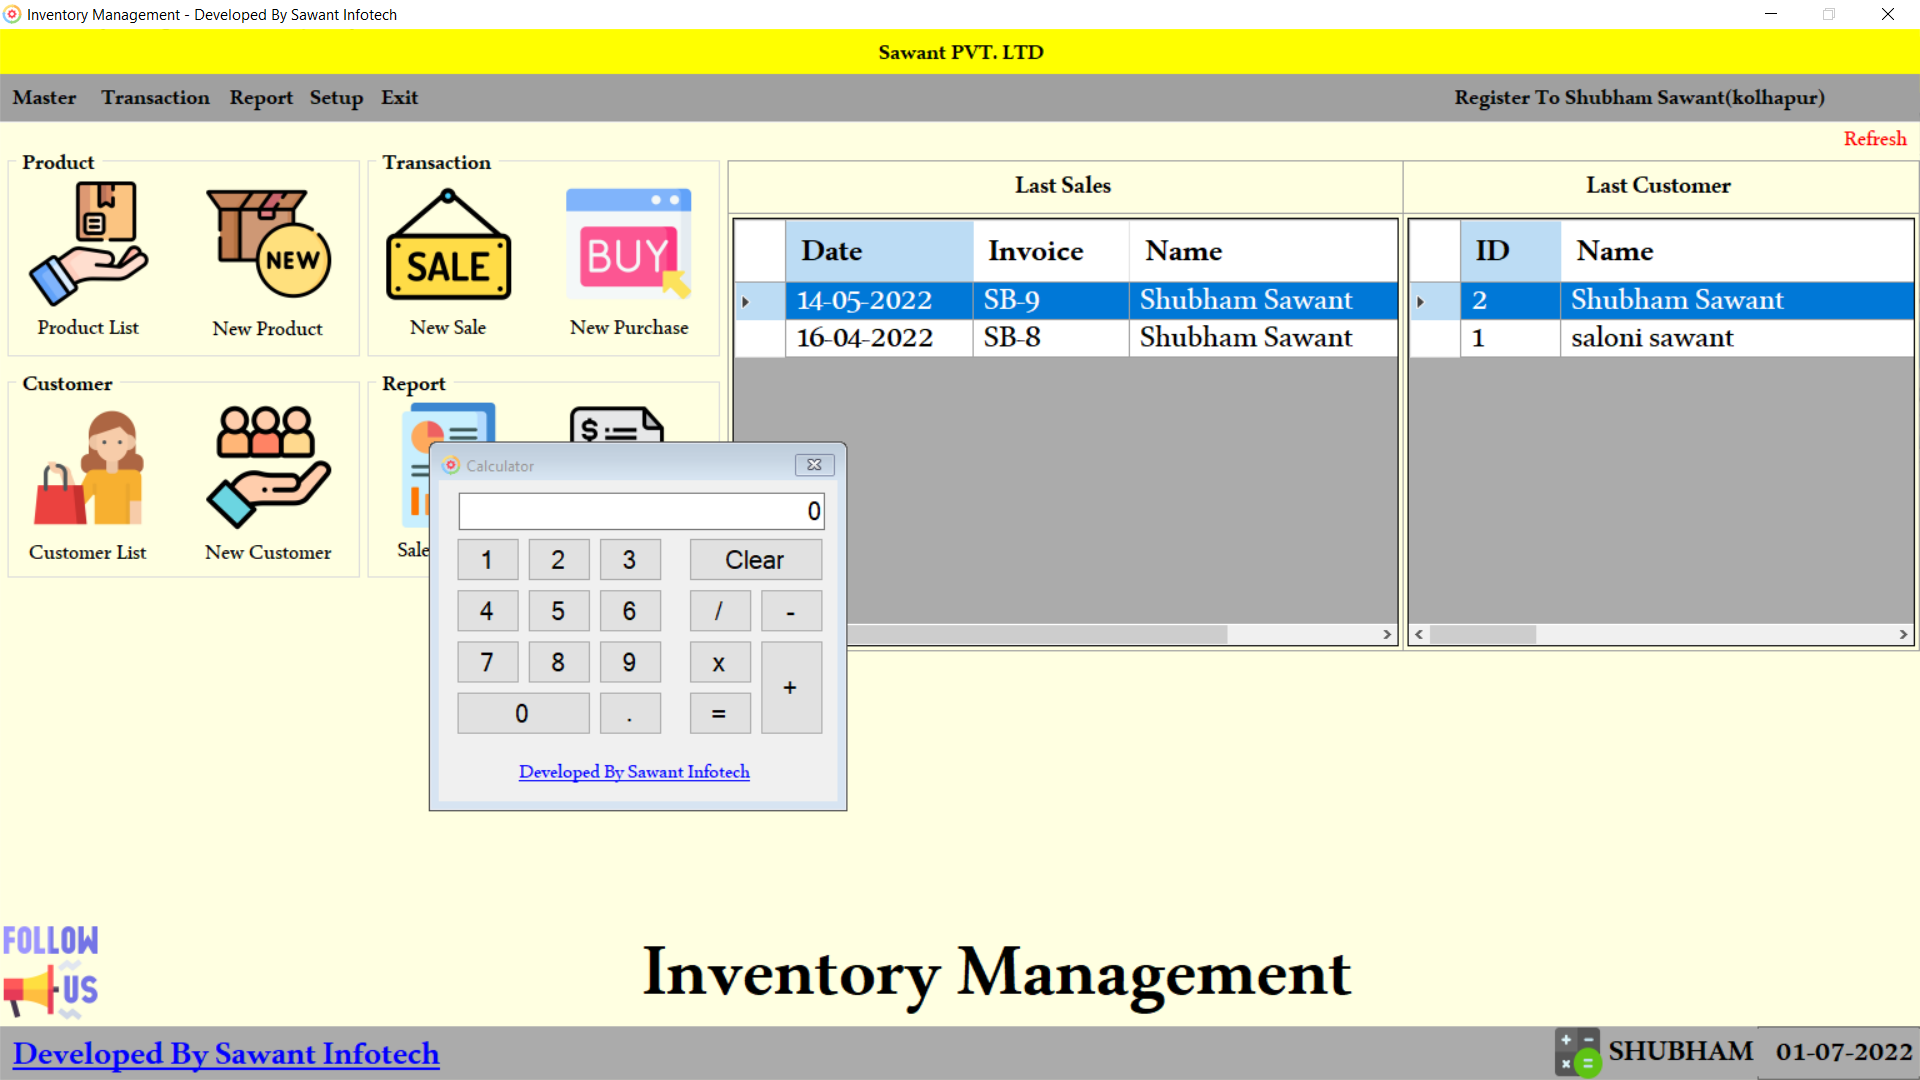 Inventory Management - Developed By Sawant Infotech
Sawant PVT. LTD
Master Transaction Report Setup Exit
Register To Shubham Sawant(kolhapur)
Refresh
Product
NEW
Product List
New Product
Transaction
SALE
BUY
New Sale
New Purchase
Customer
Customer List
New Customer
Report
$
Sale
Last Sales
Date Invoice Name
14-05-2022 SB-9 Shubham Sawant
16-04-2022 SB-8 Shubham Sawant
Last Customer
ID Name
2 Shubham Sawant
1 saloni sawant
Calculator
0
1 2 3 Clear
4 5 6 / -
7 8 9 x +
0 . =
Developed By Sawant Infotech
FOLLOW
US
Inventory Management
Developed By Sawant Infotech
SHUBHAM 01-07-2022